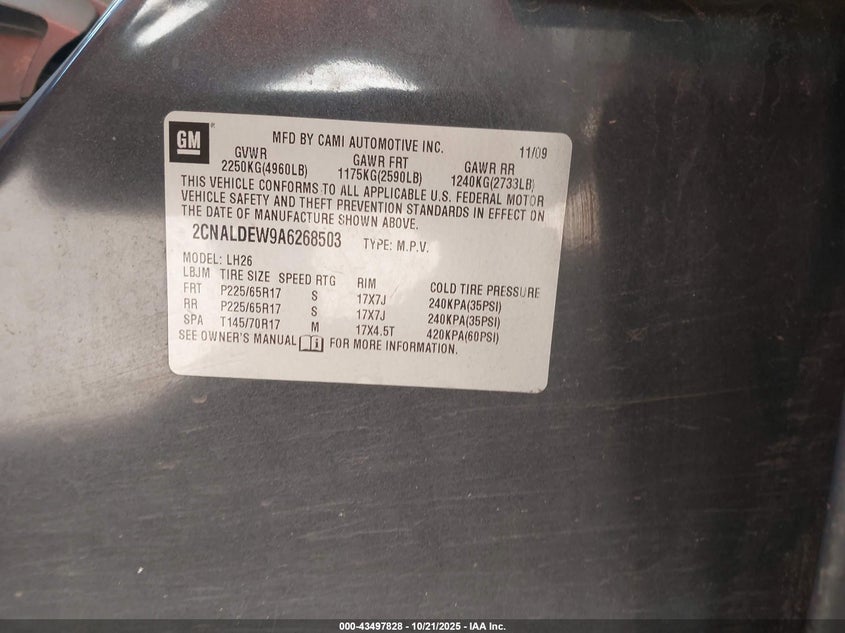 GM
MFD BY CAMI AUTOMOTIVE INC. 11/09
GVWR GAWR FRT GAWR RR
2250KG(4960LB) 1175KG(2590LB) 1240KG(2733LB)
THIS VEHICLE CONFORMS TO ALL APPLICABLE U.S. FEDERAL MOTOR
VEHICLE SAFETY AND THEFT PREVENTION STANDARDS IN EFFECT ON
THE DATE OF MANUFACTURE SHOWN ABOVE.
2CNALDEW9A6268503 TYPE: M.P.V.
MODEL: LH26
LBJM TIRE SIZE SPEED RTG RIM COLD TIRE PRESSURE
FRT P225/65R17 S 17X7J 240KPA(35PSI)
RR P225/65R17 S 17X7J 240KPA(35PSI)
SPA T145/70R17 M 17X4.5T 420KPA(60PSI)
SEE OWNER'S MANUAL FOR MORE INFORMATION.
000-43497828 - 10/21/2025 - IAA Inc.